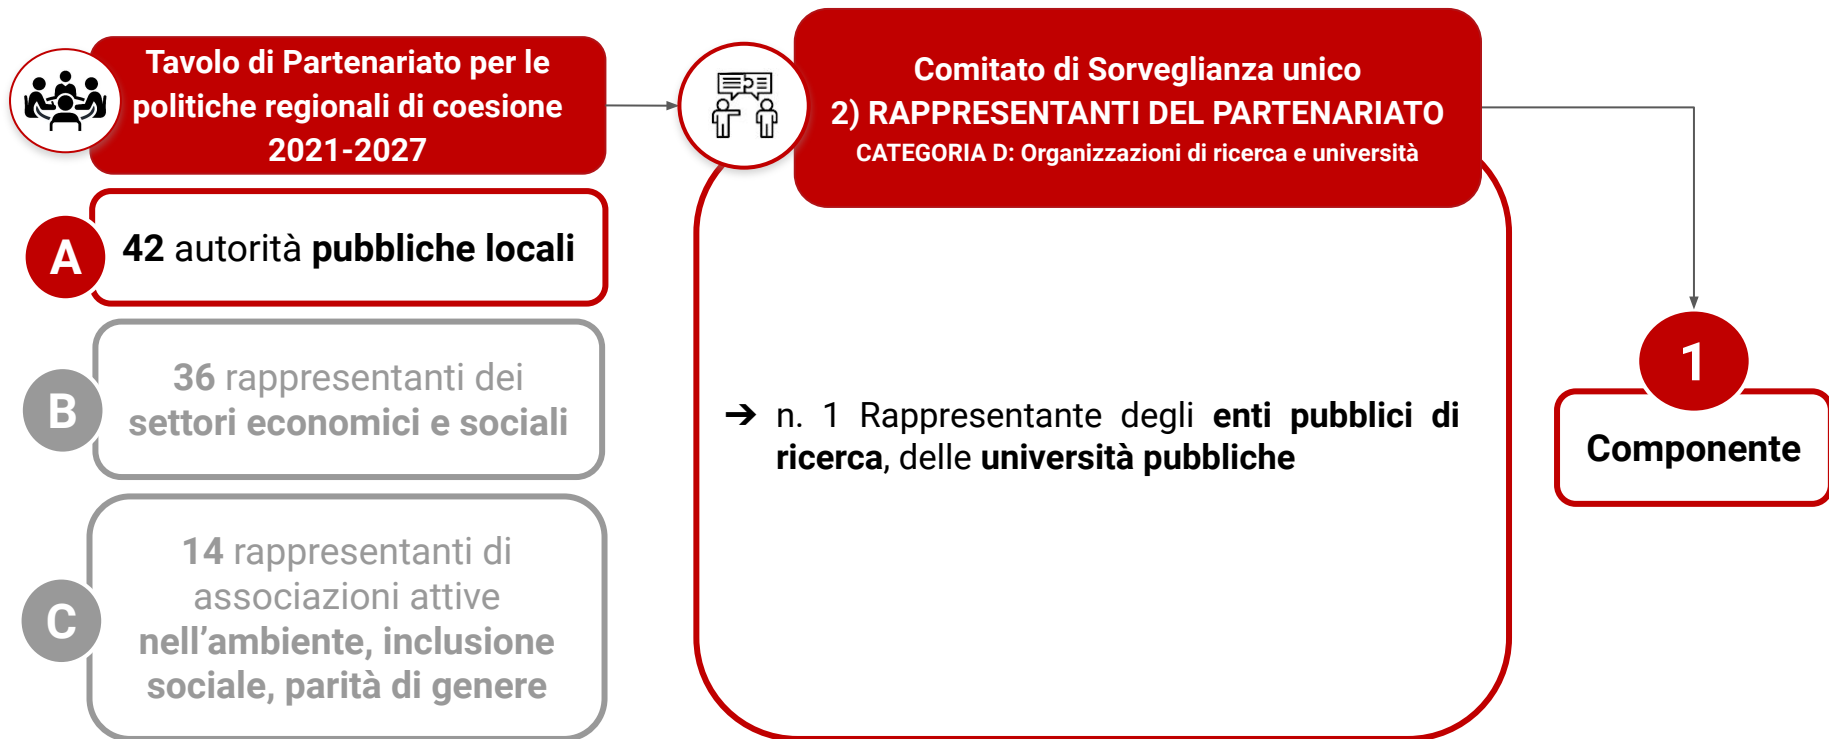 Tavolo di Partenariato per le
politiche regionali di coesione
2021-2027
A
42 autorità pubbliche locali
B
36 rappresentanti dei
settori economici e sociali
C
14 rappresentanti di
associazioni attive
nell’ambiente, inclusione
sociale, parità di genere
Comitato di Sorveglianza unico
2) RAPPRESENTANTI DEL PARTENARIATO
CATEGORIA D: Organizzazioni di ricerca e università
➔ n. 1 Rappresentante degli enti pubblici di
ricerca, delle università pubbliche
1
Componente